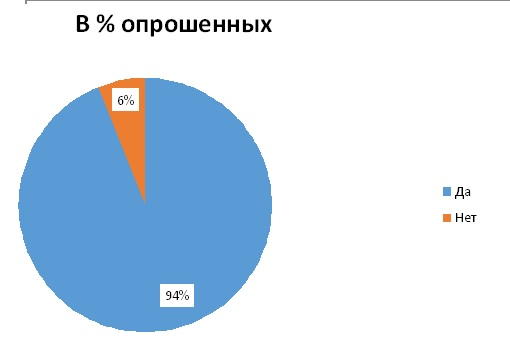 В % опрошенных
6%
Да
Нет
94%